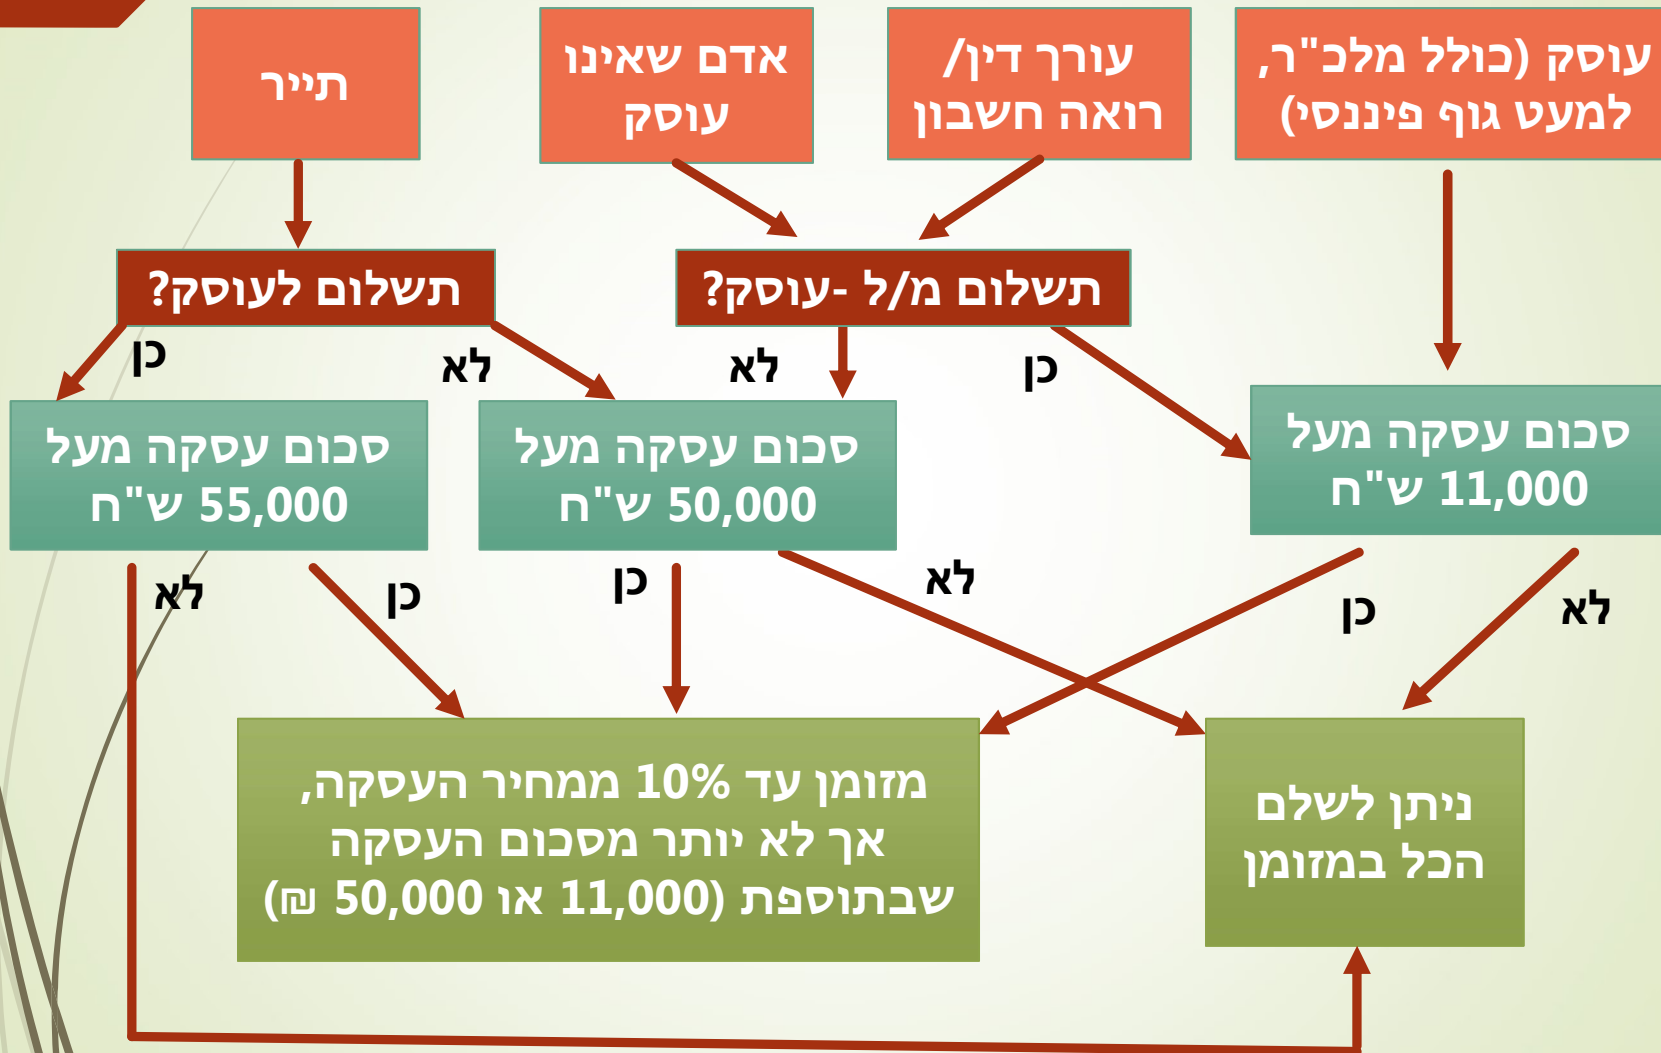 עוסק (כולל מלכ"ר,
למעט גוף פיננסי)
עורך דין/
רואה חשבון
אדם שאינו
עוסק
תייר
תשלום מ/ל -עוסק?
תשלום לעוסק?
כן
לא
לא
כן
סכום עסקה מעל
11,000 ש"ח
סכום עסקה מעל
50,000 ש"ח
סכום עסקה מעל
55,000 ש"ח
לא
כן
לא
כן
כן
לא
ניתן לשלם
הכל במזומן
מזומן עד 10% ממחיר העסקה,
אך לא יותר מסכום העסקה
שבתוספת (11,000 או 50,000 ₪)